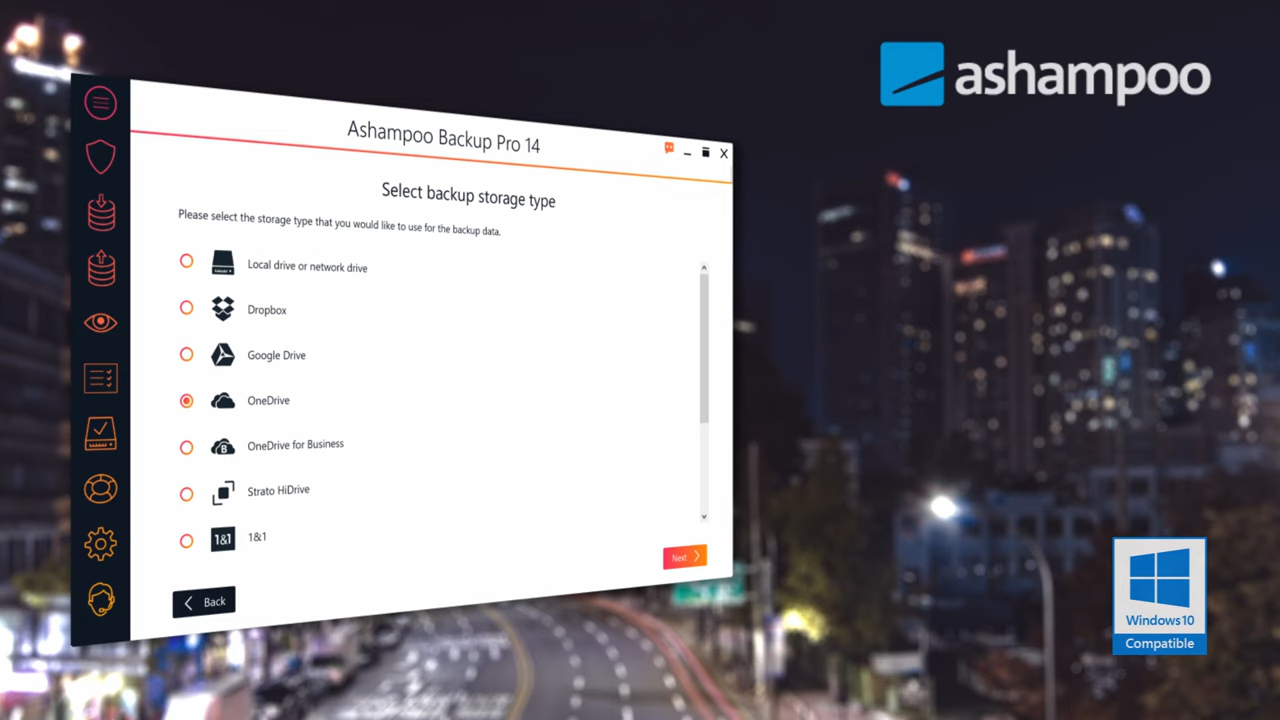 ashampoo
Ashampoo Backup Pro 14
Select backup storage type
Please select the storage type that you would like to use for the backup data.
Local drive or network drive
Dropbox
Google Drive
OneDrive
B
OneDrive for Business
Strato HiDrive
1&1
1&1
Next
Back
Windows 10
Compatible